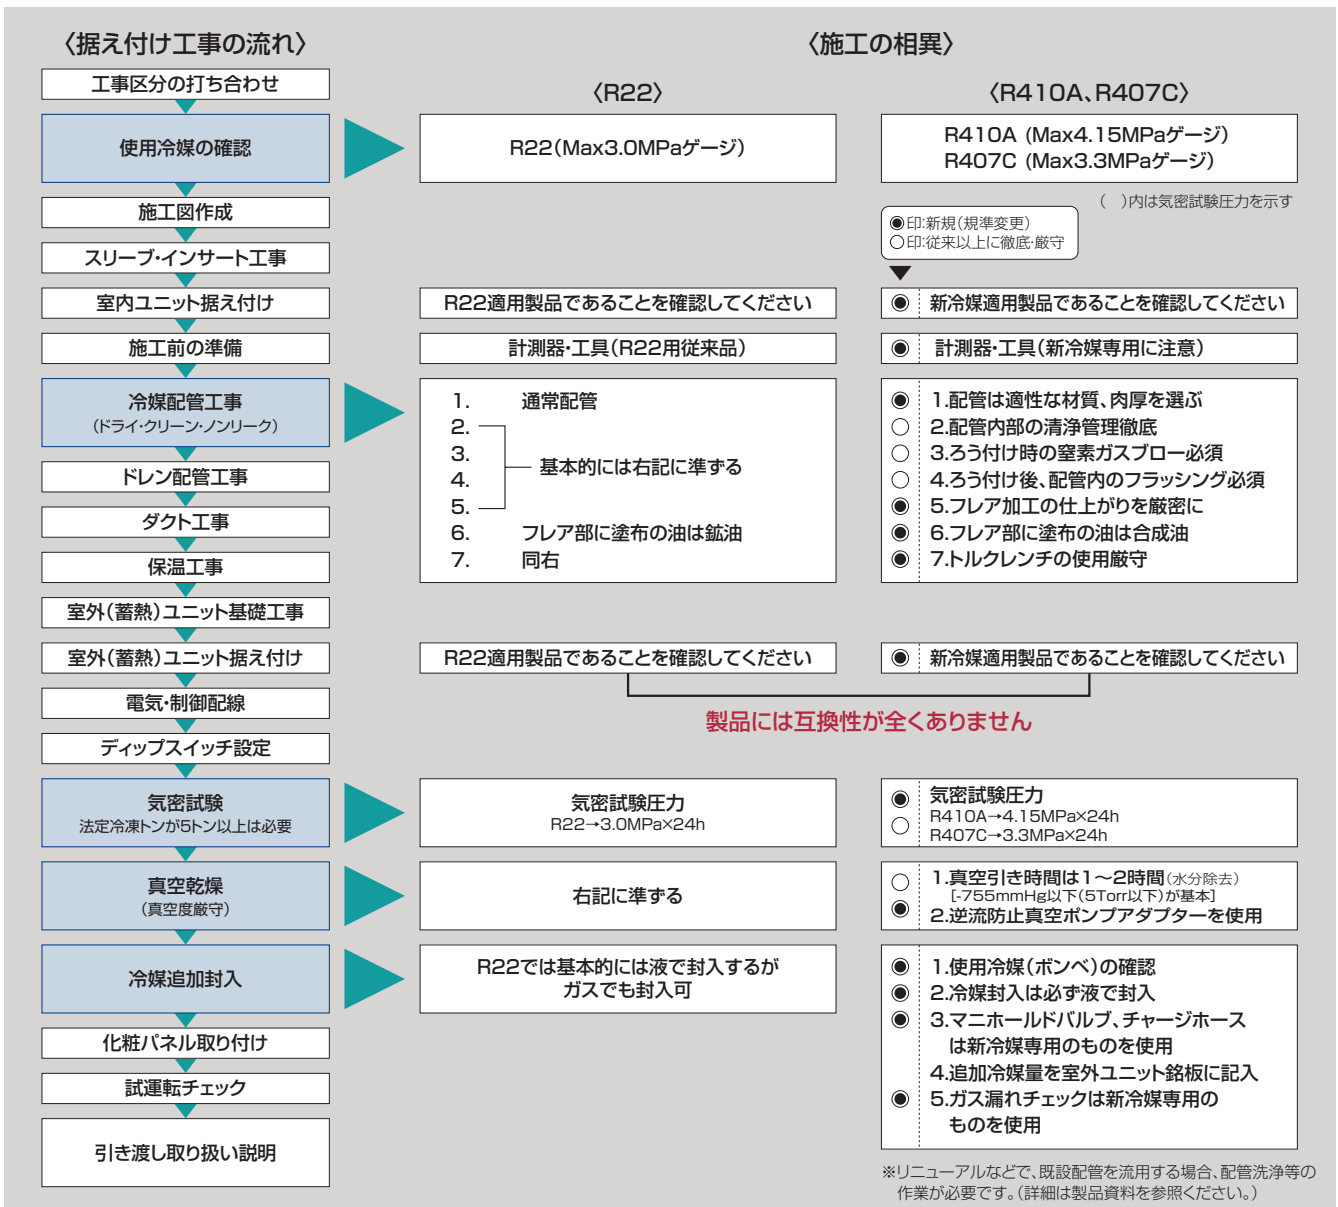 〈据え付け工事の流れ〉
工事区分の打ち合わせ
使用冷媒の確認
施工図作成
スリーブ・インサート工事
室内ユニット据え付け
施工前の準備
冷媒配管工事
(ドライ・クリーン・ノンリーク)
ドレン配管工事
ダクト工事
保温工事
室外(蓄熱)ユニット基礎工事
室外(蓄熱)ユニット据え付け
電気・制御配線
ディップスイッチ設定
気密試験
法定冷凍トンが5トン以上は必要
真空乾燥
(真空度厳守)
冷媒追加封入
化粧パネル取り付け
試運転チェック
引き渡し取り扱い説明
〈施工の相異〉
〈R22〉
R22(Max3.0MPaゲージ)
R22適用製品であることを確認してください
計測器・工具(R22用従来品)
1. 通常配管
2.
3.
基本的には右記に準ずる
4.
5.
6. フレア部に塗布の油は鉱油
7. 同右
R22適用製品であることを確認してください
製品には互換性が全くありません
気密試験圧力
R22→3.0MPa×24h
右記に準ずる
R22では基本的には液で封入するが
ガスでも封入可
〈R410A、R407C〉
R410A (Max4.15MPaゲージ)
R407C (Max3.3MPaゲージ)
( )内は気密試験圧力を示す
◉印:新規(規準変更)
○印:従来以上に徹底・厳守
◉ 新冷媒適用製品であることを確認してください
◉ 計測器・工具(新冷媒専用に注意)
◉ 1.配管は適性な材質、肉厚を選ぶ
○ 2.配管内部の清浄管理徹底
○ 3.ろう付け時の窒素ガスブロー必須
○ 4.ろう付け後、配管内のフラッシング必須
◉ 5.フレア加工の仕上がりを厳密に
◉ 6.フレア部に塗布の油は合成油
◉ 7.トルクレンチの使用厳守
◉ 新冷媒適用製品であることを確認してください
◉ 気密試験圧力
R410A→4.15MPa×24h
○ R407C→3.3MPa×24h
○ 1.真空引き時間は1〜2時間(水分除去)
[-755mmHg以下(5Torr以下)が基本]
◉ 2.逆流防止真空ポンプアダプターを使用
◉ 1.使用冷媒(ボンベ)の確認
◉ 2.冷媒封入は必ず液で封入
◉ 3.マニホールドバルブ、チャージホース
は新冷媒専用のものを使用
4.追加冷媒量を室外ユニット銘板に記入
◉ 5.ガス漏れチェックは新冷媒専用の
ものを使用
※リニューアルなどで、既設配管を流用する場合、配管洗浄等の
作業が必要です。(詳細は製品資料を参照ください。)